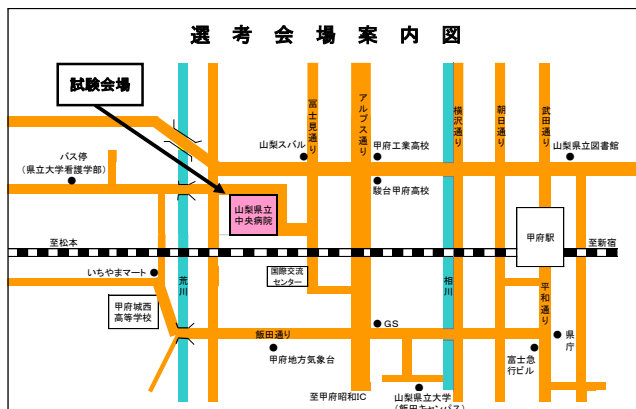 選考会場案内図
試験会場
富士見通り
アルプス通り
横沢通り
朝日通り
武田通り
山梨スバル
甲府工業高校
山梨県立図書館
バス停
（県立大学看護学部）
駿台甲府高校
山梨県立
中央病院
甲府駅
至松本
至新宿
いちやまマート
荒川
国際交流
センター
相川
平和通り
甲府城西
高等学校
飯田通り
GS
県庁
甲府地方気象台
富士急
行ビル
至甲府昭和IC
山梨県立大学
（飯田キャンパス）